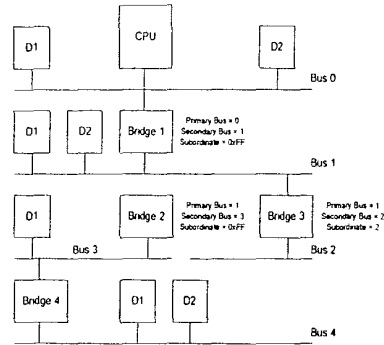 D1
CPU
D2
Bus 0
D1
D2
Bridge 1
Primary Bus = 0
Secondary Bus = 1
Subordinate = 0xFF
Bus 1
D1
Bridge 2
Primary Bus = 1
Secondary Bus = 3
Subordinate = 0xFF
Bridge 3
Primary Bus = 1
Secondary Bus = 2
Subordinate = 2
Bus 3
Bus 2
Bridge 4
D1
D2
Bus 4